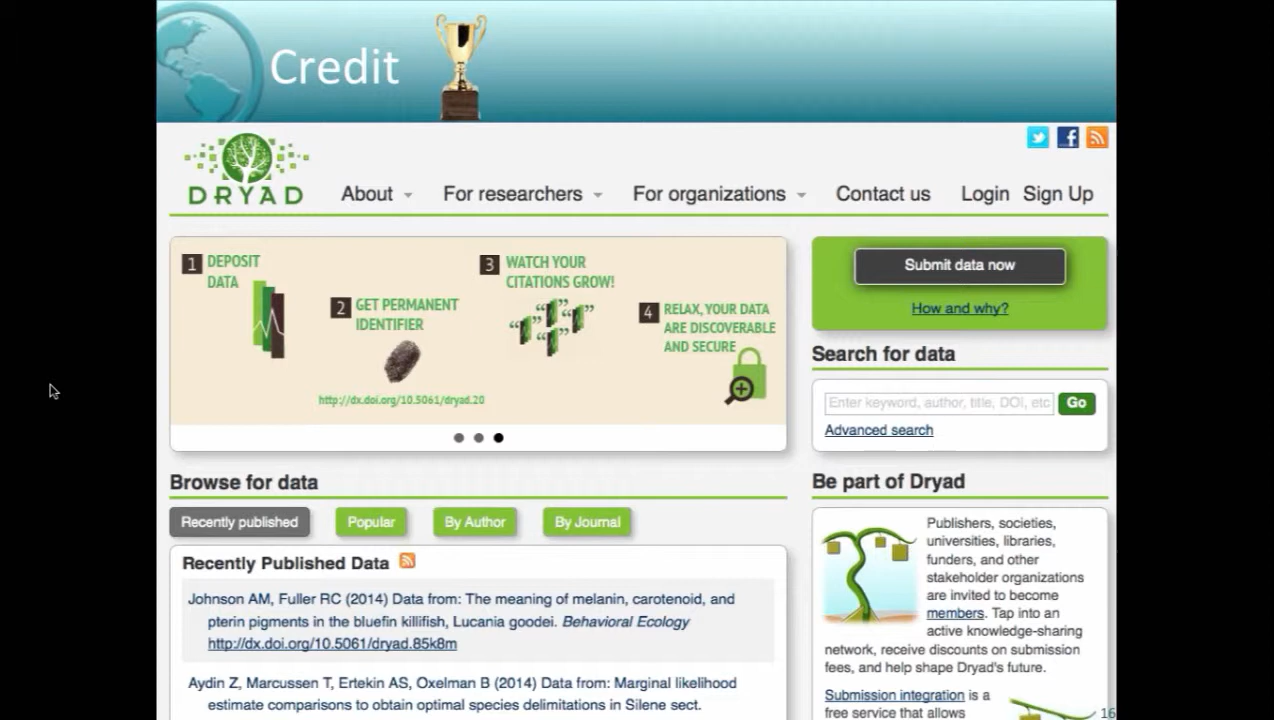 Credit
DRYAD
About
For researchers
For organizations
Contact us
Login
Sign Up
1 DEPOSIT
DATA
2 GET PERMANENT
IDENTIFIER
http://dx.doi.org/10.5061/dryad.20
3 WATCH YOUR
CITATIONS GROW!
4 RELAX, YOUR DATA
ARE DISCOVERABLE
AND SECURE
Submit data now
How and why?
Search for data
Enter keyword, author, title, DOI, etc
Go
Advanced search
Browse for data
Recently published
Popular
By Author
By Journal
Recently Published Data
Johnson AM, Fuller RC (2014) Data from: The meaning of melanin, carotenoid, and
pterin pigments in the bluefin killifish, Lucania goodei. Behavioral Ecology
http://dx.doi.org/10.5061/dryad.85k8m
Aydin Z, Marcussen T, Ertekin AS, Oxelman B (2014) Data from: Marginal likelihood
estimate comparisons to obtain optimal species delimitations in Silene sect.
Be part of Dryad
Publishers, societies,
universities, libraries,
funders, and other
stakeholder organizations
are invited to become
members. Tap into an
active knowledge-sharing
network, receive discounts on submission
fees, and help shape Dryad's future.
Submission integration is a
free service that allows
16